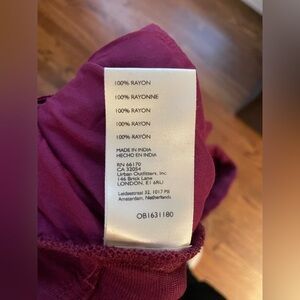 100% RAYON
100% RAYONNE
100% RAYON
100% RAYON
100% RAYÓN
MADE IN INDIA
HECHO EN INDIA
RN 66170
CA 32054
Urban Outfitters, Inc
146 Brick Lane
LONDON, E1 6RU
Leidsestraat 32, 1017 PB
Amsterdam, Netherlands
OB1631180